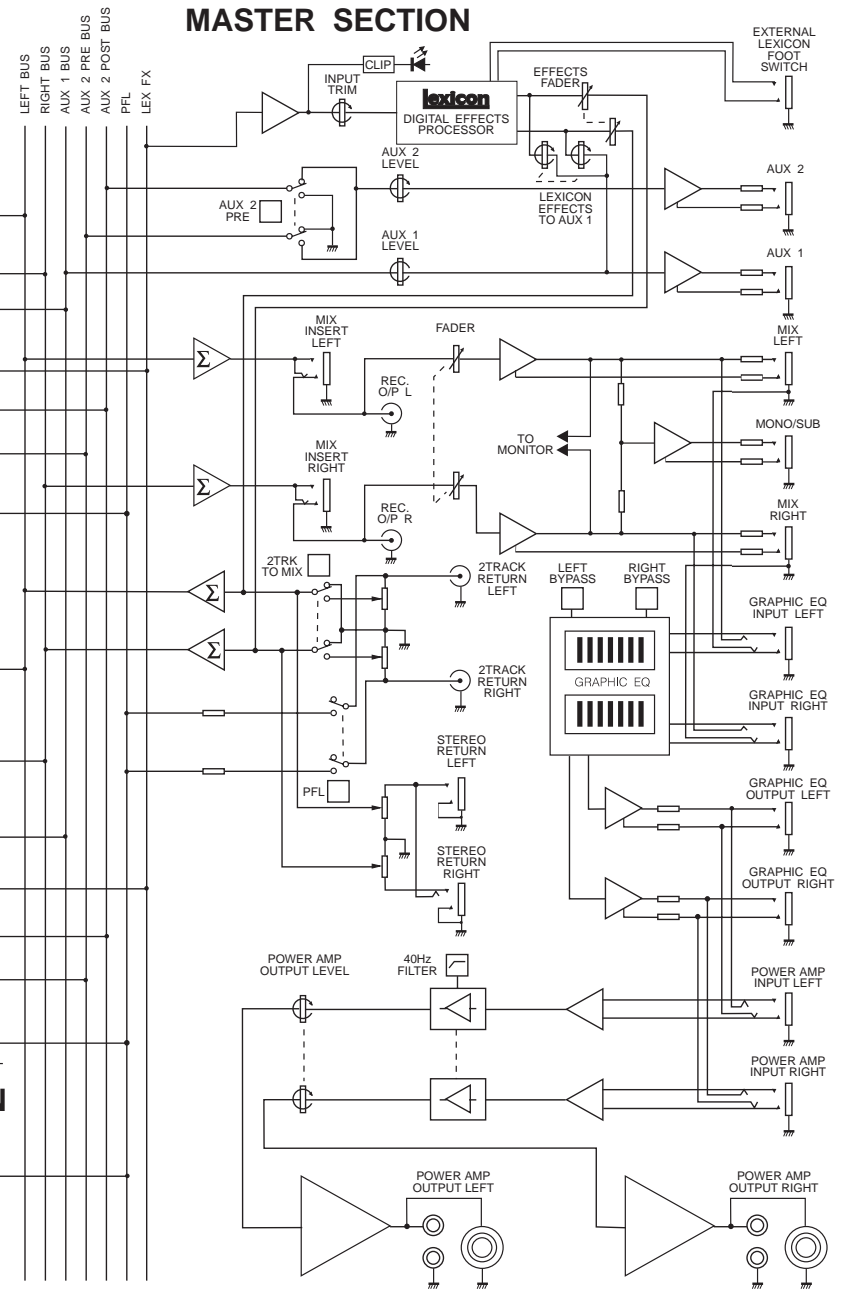 MASTER SECTION
LEFT BUS
RIGHT BUS
AUX 1 BUS
AUX 2 PRE BUS
AUX 2 POST BUS
PFL
LEX FX
CLIP
INPUT
TRIM
lexicon
DIGITAL EFFECTS
PROCESSOR
EFFECTS
FADER
EXTERNAL
LEXICON
FOOT
SWITCH
AUX 2
LEVEL
AUX 2
PRE
LEXICON
EFFECTS
TO AUX 1
AUX 2
AUX 1
LEVEL
AUX 1
MIX
INSERT
LEFT
FADER
MIX
LEFT
REC.
O/P L
TO
MONITOR
MONO/SUB
MIX
INSERT
RIGHT
REC.
O/P R
MIX
RIGHT
2TRK
TO MIX
2TRACK
RETURN
LEFT
LEFT
BYPASS
RIGHT
BYPASS
GRAPHIC EQ
INPUT LEFT
GRAPHIC EQ
2TRACK
RETURN
RIGHT
GRAPHIC EQ
INPUT RIGHT
STEREO
RETURN
LEFT
PFL
GRAPHIC EQ
OUTPUT LEFT
STEREO
RETURN
RIGHT
GRAPHIC EQ
OUTPUT RIGHT
POWER AMP
OUTPUT LEVEL
40Hz
FILTER
POWER AMP
INPUT LEFT
POWER AMP
INPUT RIGHT
N
POWER AMP
OUTPUT LEFT
POWER AMP
OUTPUT RIGHT
Σ
Σ
Σ
Σ